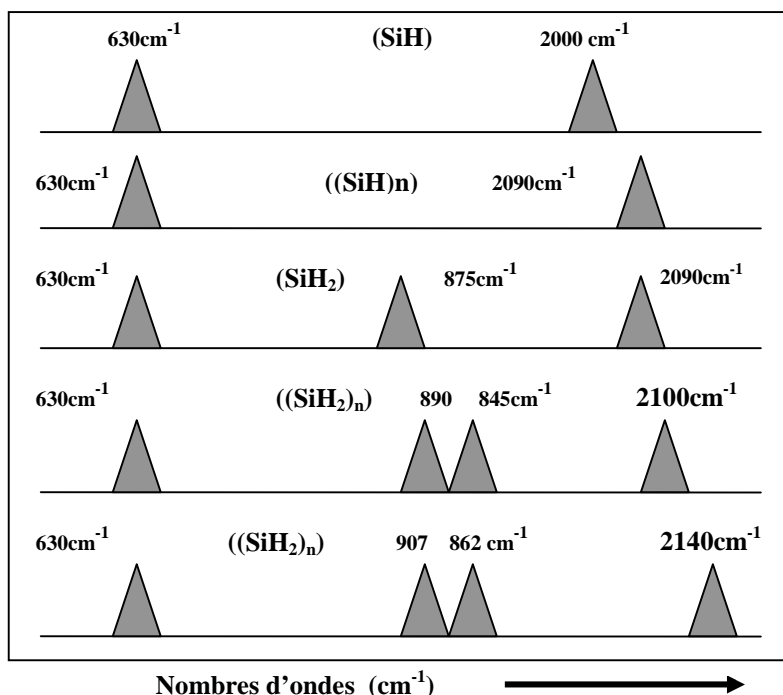 630cm⁻¹ (SiH) 2000 cm⁻¹
630cm⁻¹ ((SiH)n) 2090cm⁻¹
630cm⁻¹ (SiH₂) 875cm⁻¹ 2090cm⁻¹
630cm⁻¹ ((SiH₂)ₙ) 890 845cm⁻¹ 2100cm⁻¹
630cm⁻¹ ((SiH₂)ₙ) 907 862 cm⁻¹ 2140cm⁻¹
Nombres d'ondes (cm⁻¹)